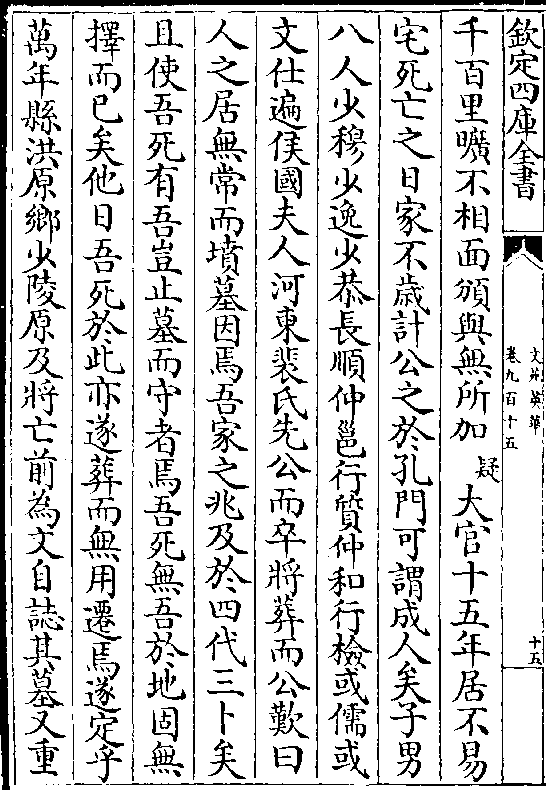 欽定四庫全書
文苑英華
卷九百十五
十五
千百里曠不相面頒與無所加疑大官十五年居不易
宅死亡之日家不歲計公之於孔門可謂成人矣子男
八人少穆少逸少恭長順仲邕行質仲和行檢或儒或
文仕遍侯國夫人河東裴氏先公而卒將葬而公歎曰
人之居無常而墳墓因焉吾家之兆及於四代三卜矣
且使吾死有吾豈止墓而守者焉吾死無吾於地固無
擇而已矣他日吾死於此亦遂葬而無用遷焉遂定乎
萬年縣洪原鄉少陵原及將亡前為文自誌其墓又重